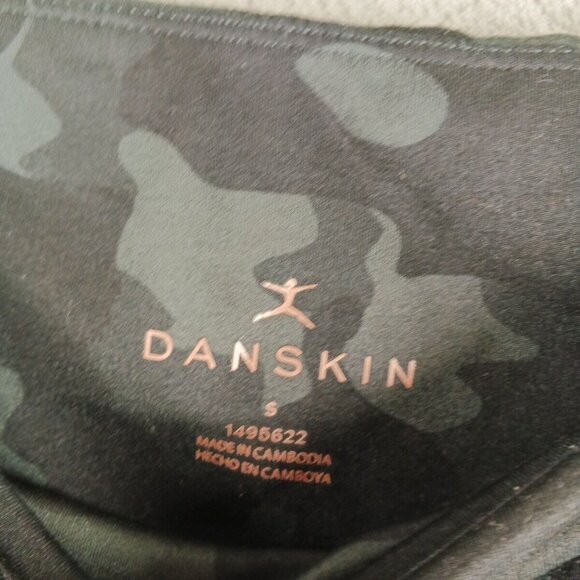 DANSKIN
S
1495622
MADE IN CAMBODIA
HECHO EN CAMBOYA